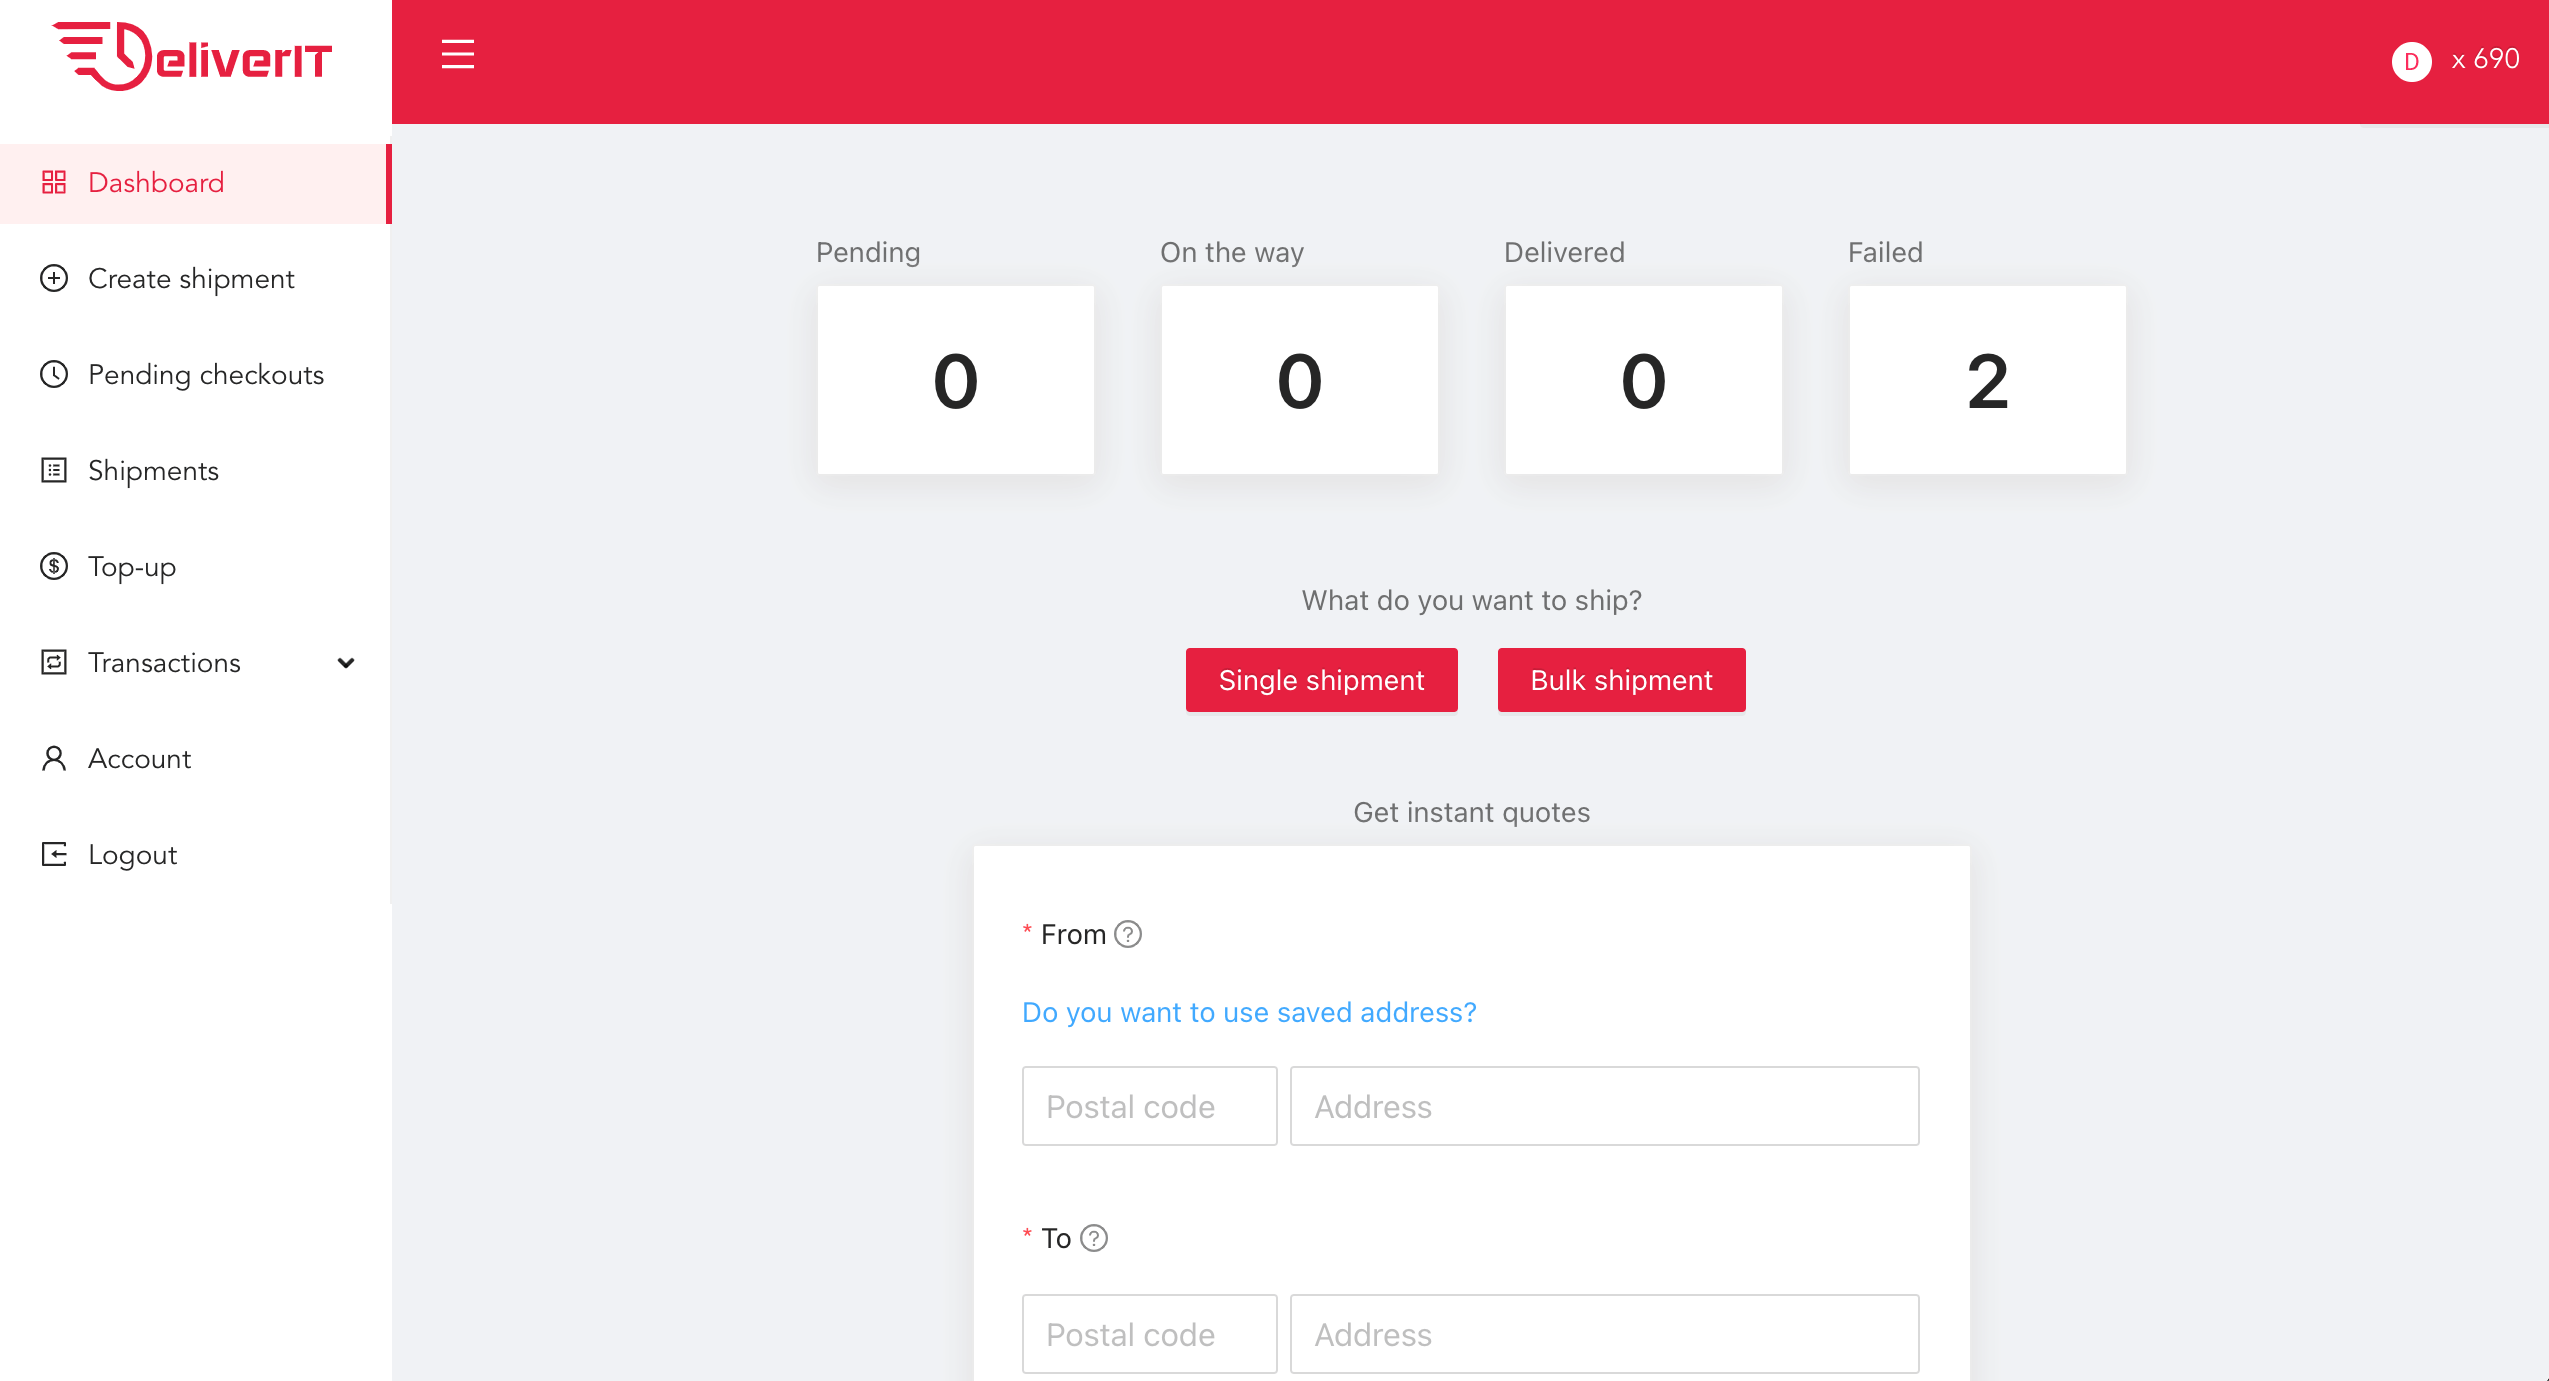 DeliverIT
D x 690
Dashboard
Create shipment
Pending checkouts
Shipments
Top-up
Transactions
Account
Logout
Pending
On the way
Delivered
Failed
0
0
0
2
What do you want to ship?
Single shipment
Bulk shipment
Get instant quotes
* From ?
Do you want to use saved address?
Postal code
Address
* To ?
Postal code
Address